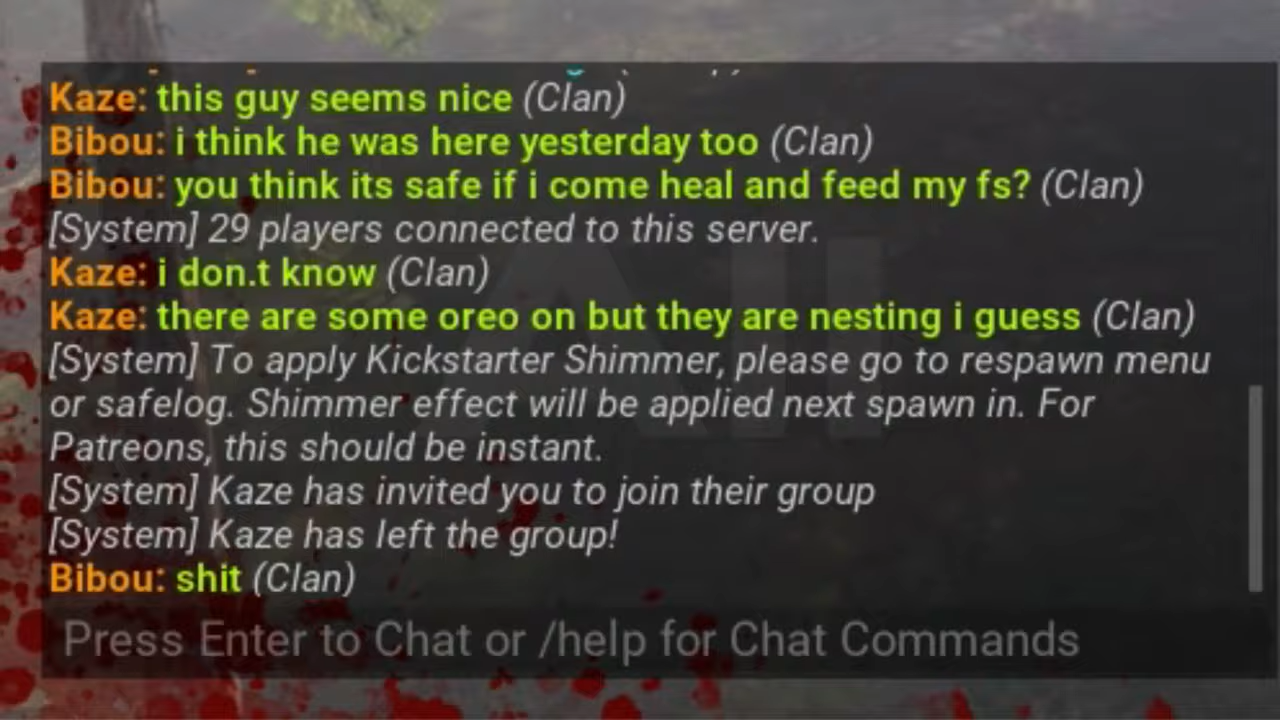 Kaze: this guy seems nice (Clan)
Bibou: i think he was here yesterday too (Clan)
Bibou: you think its safe if i come heal and feed my fs? (Clan)
[System] 29 players connected to this server.
Kaze: i don.t know (Clan)
Kaze: there are some oreo on but they are nesting i guess (Clan)
[System] To apply Kickstarter Shimmer, please go to respawn menu
or safelog. Shimmer effect will be applied next spawn in. For
Patreons, this should be instant.
[System] Kaze has invited you to join their group
[System] Kaze has left the group!
Bibou: shit (Clan)
Press Enter to Chat or /help for Chat Commands